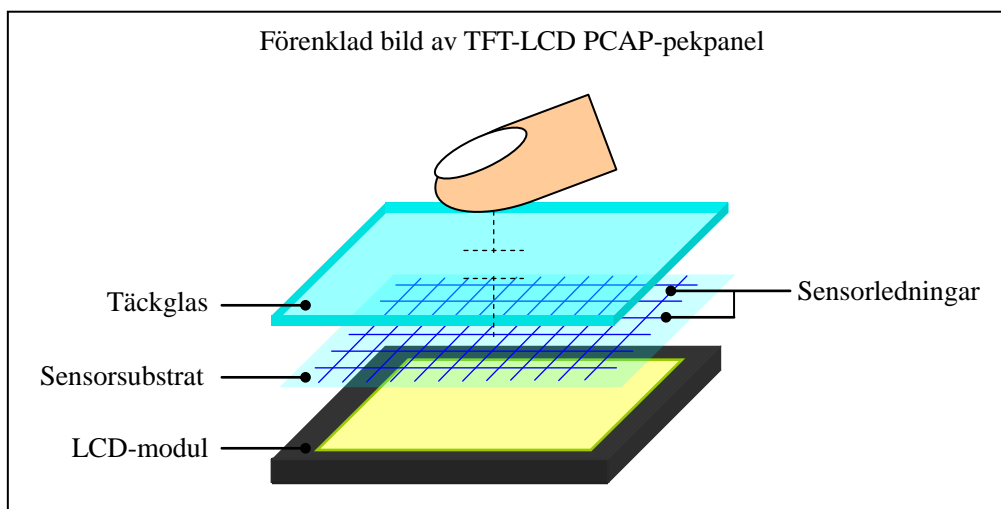 Förenklad bild av TFT-LCD PCAP-pekpanel
Täckglas
Sensorledningar
Sensorsubstrat
LCD-modul